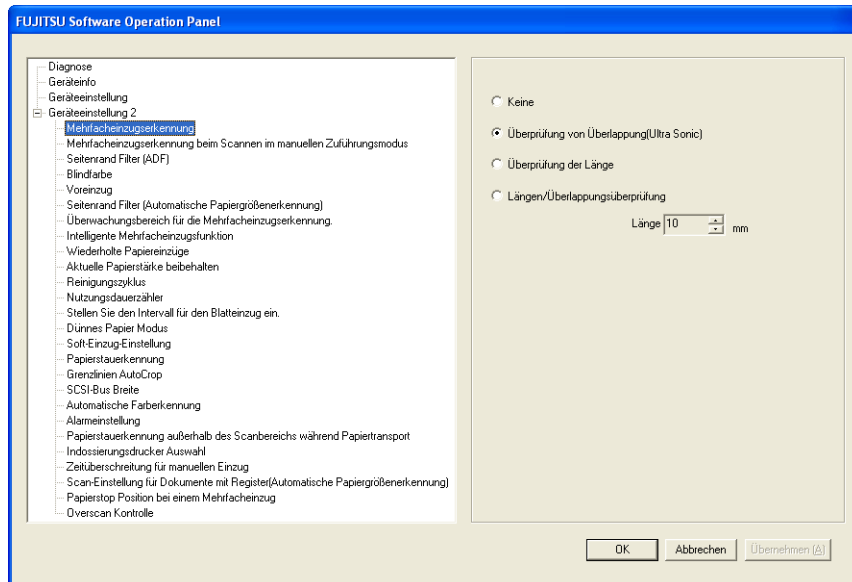 FUJITSU Software Operation Panel
Diagnose
Geräteinfo
Geräteeinstellung
Geräteeinstellung 2
Mehrfacheinzugserkennung
Mehrfacheinzugserkennung beim Scannen im manuellen Zuführungsmodus
Seitenrand Filter (ADF)
Blindfarbe
Voreinzug
Seitenrand Filter (Automatische Papiergrößenerkennung)
Überwachungsbereich für die Mehrfacheinzugserkennung.
Intelligente Mehrfacheinzugsfunktion
Wiederholte Papiereinzüge
Aktuelle Papierstärke beibehalten
Reinigungszyklus
Nutzungsdauerzähler
Stellen Sie den Intervall für den Blatteinzug ein.
Dünnes Papier Modus
Soft-Einzug-Einstellung
Papierstauerkennung
Grenzlinien AutoCrop
SCSI-Bus Breite
Automatische Farberkennung
Alarmeinstellung
Papierstauerkennung außerhalb des Scanbereichs während Papiertransport
Indossierungsdrucker Auswahl
Zeitüberschreitung für manuellen Einzug
Scan-Einstellung für Dokumente mit Register(Automatische Papiergrößenerkennung)
Papierstop Position bei einem Mehrfacheinzug
Overscan Kontrolle
Keine
Überprüfung von Überlappung(Ultra Sonic)
Überprüfung der Länge
Längen/Überlappungsüberprüfung
Länge 10 mm
OK Abbrechen Übernehmen (A)